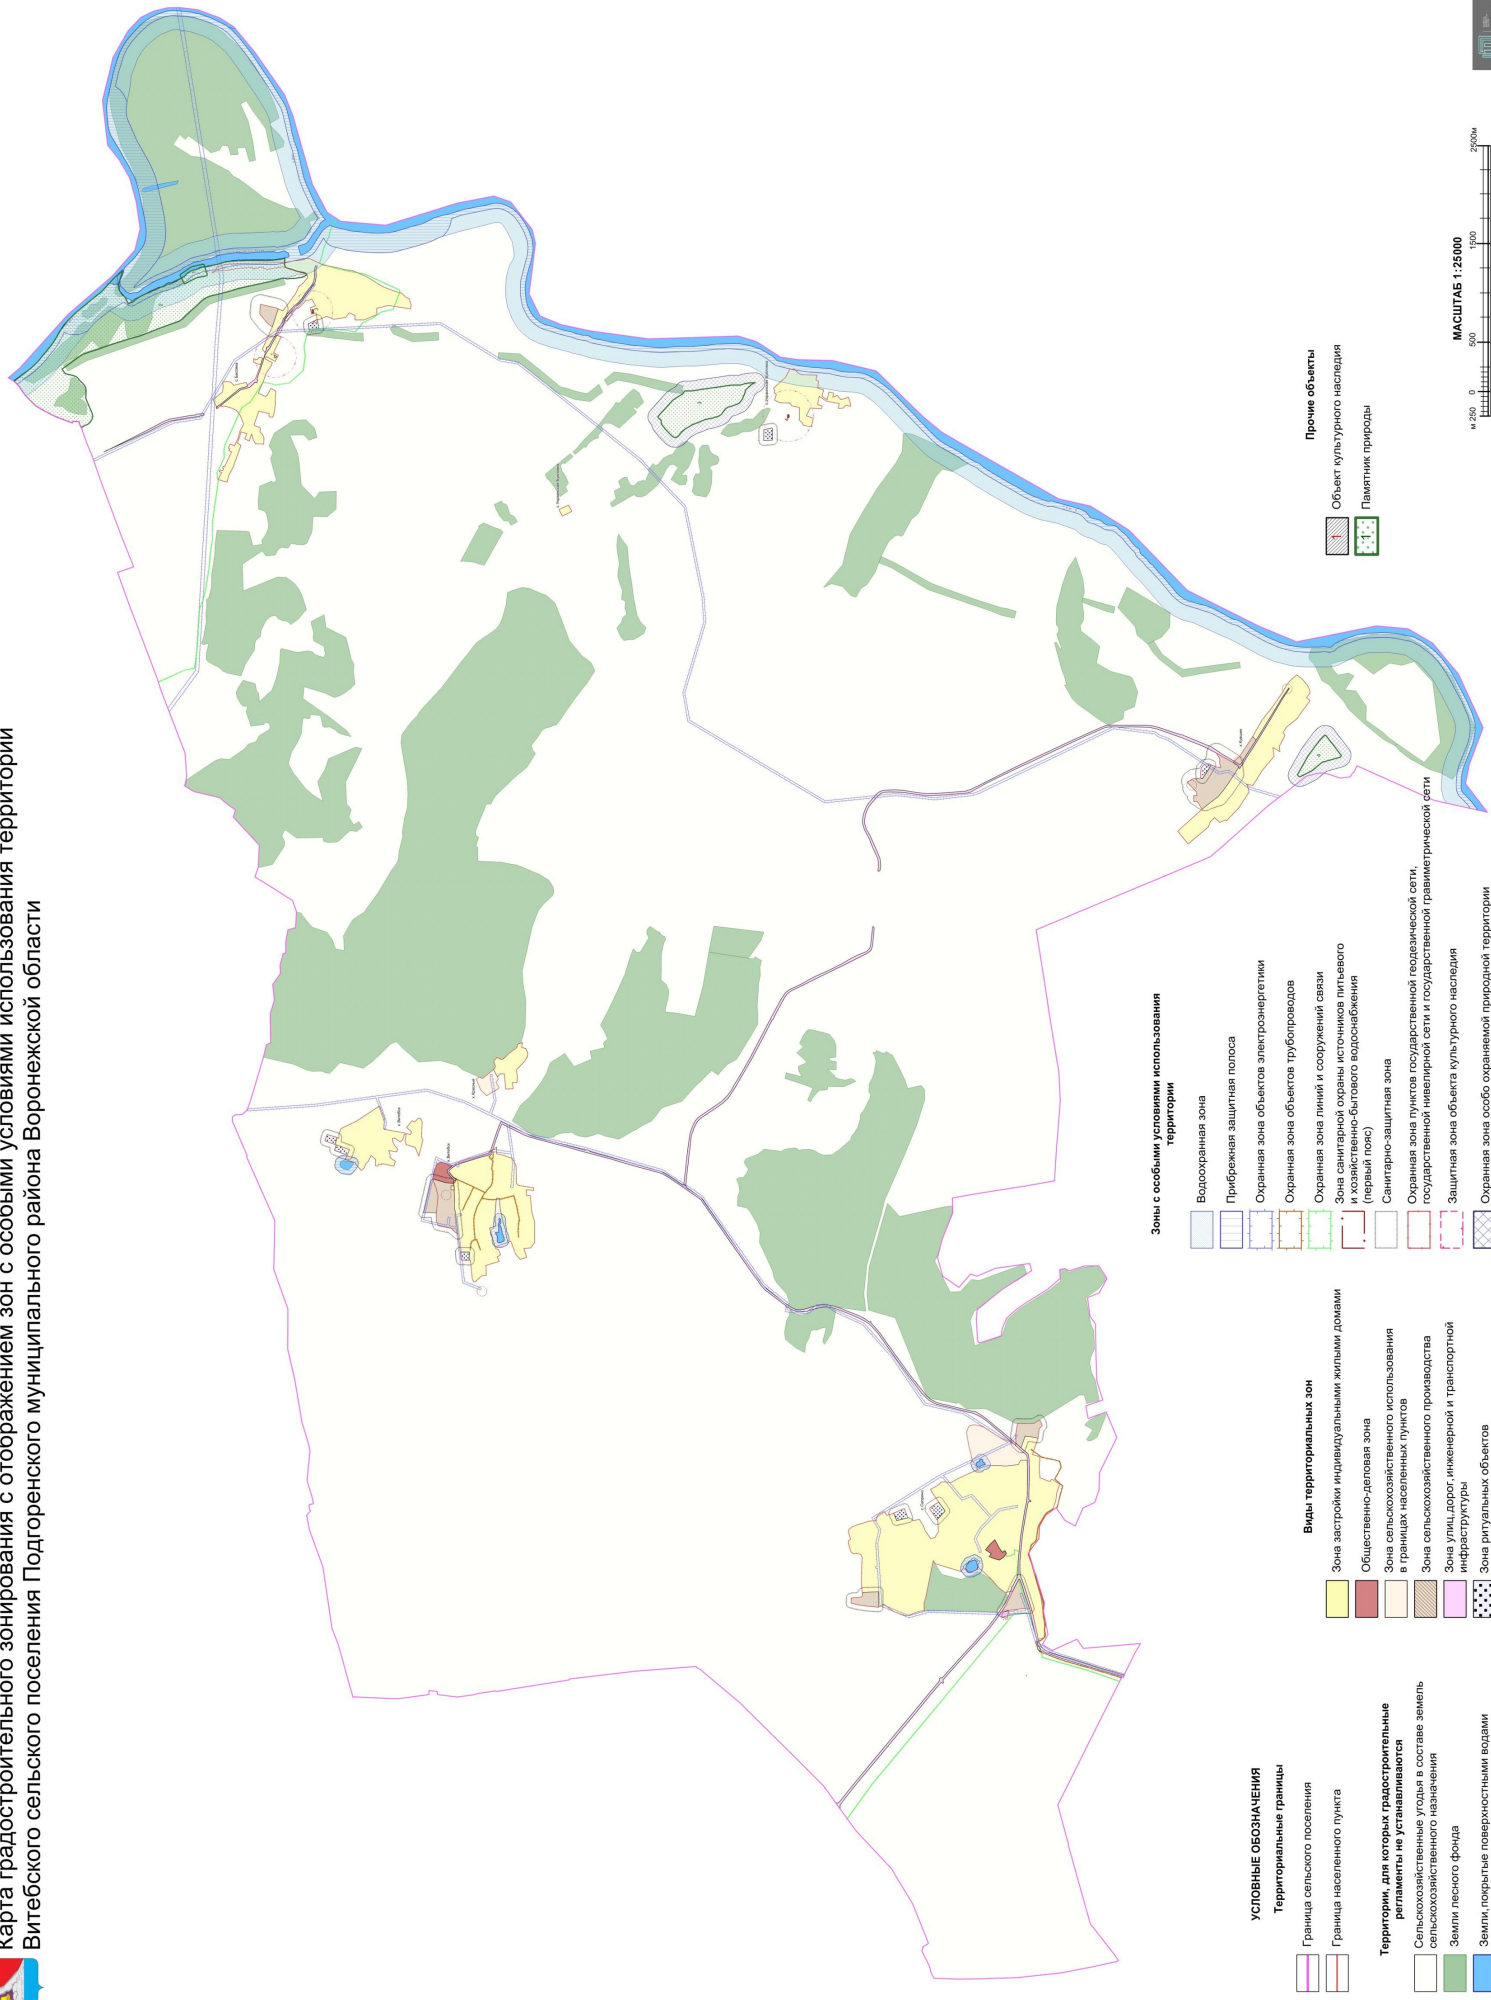 Карта градостроительного зонирования с отображением зон с особыми условиями использования территории
Витебского сельского поселения Подгоренского муниципального района Воронежской области
УСЛОВНЫЕ ОБОЗНАЧЕНИЯ
Территориальные границы
Граница сельского поселения
Граница населенного пункта
Территории, для которых градостроительные
регламенты не устанавливаются
Сельскохозяйственные угодья в составе земель
сельскохозяйственного назначения
Земли лесного фонда
Земли, покрытые поверхностными водами
Виды территориальных зон
Зона застройки индивидуальными жилыми домами
Общественно-деловая зона
Зона сельскохозяйственного использования
в границах населенных пунктов
Зона сельскохозяйственного производства
Зона улиц, дорог, инженерной и транспортной
инфраструктуры
Зона ритуальных объектов
Зоны с особыми условиями использования
территории
Водоохранная зона
Прибрежная защитная полоса
Охранная зона объектов электроэнергетики
Охранная зона объектов трубопроводов
Охранная зона линий и сооружений связи
Зона санитарной охраны источников питьевого
и хозяйственно-бытового водоснабжения
(первый пояс)
Санитарно-защитная зона
Охранная зона пунктов государственной геодезической сети,
государственной нивелирной сети и государственной гравиметрической сети
Защитная зона объекта культурного наследия
Охранная зона особо охраняемой природной территории
Прочие объекты
1
Объект культурного наследия
1
Памятник природы
МАСШТАБ 1:25000
м 250
0
500
1500
2500м